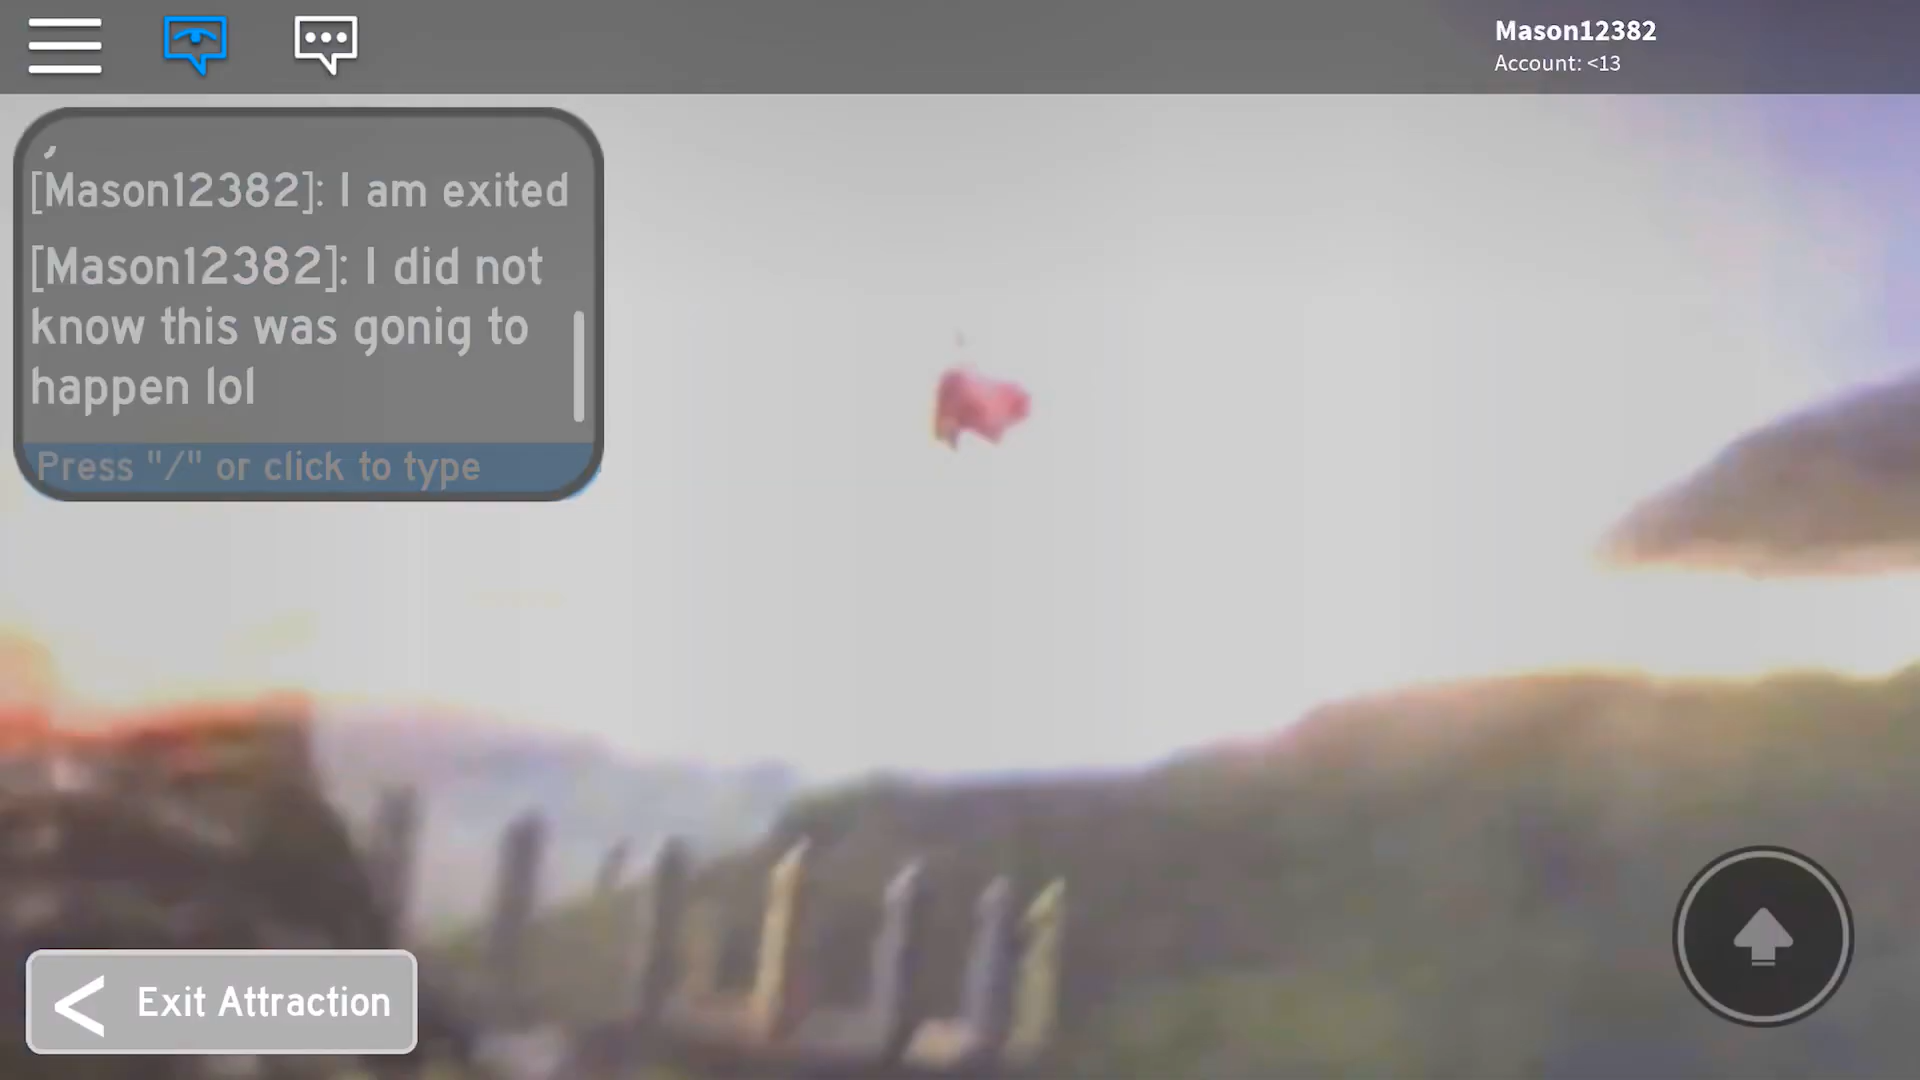 Mason12382
Account: <13
[Mason12382]: I am exited
[Mason12382]: I did not
know this was gonig to
happen lol
Press "/" or click to type
Exit Attraction